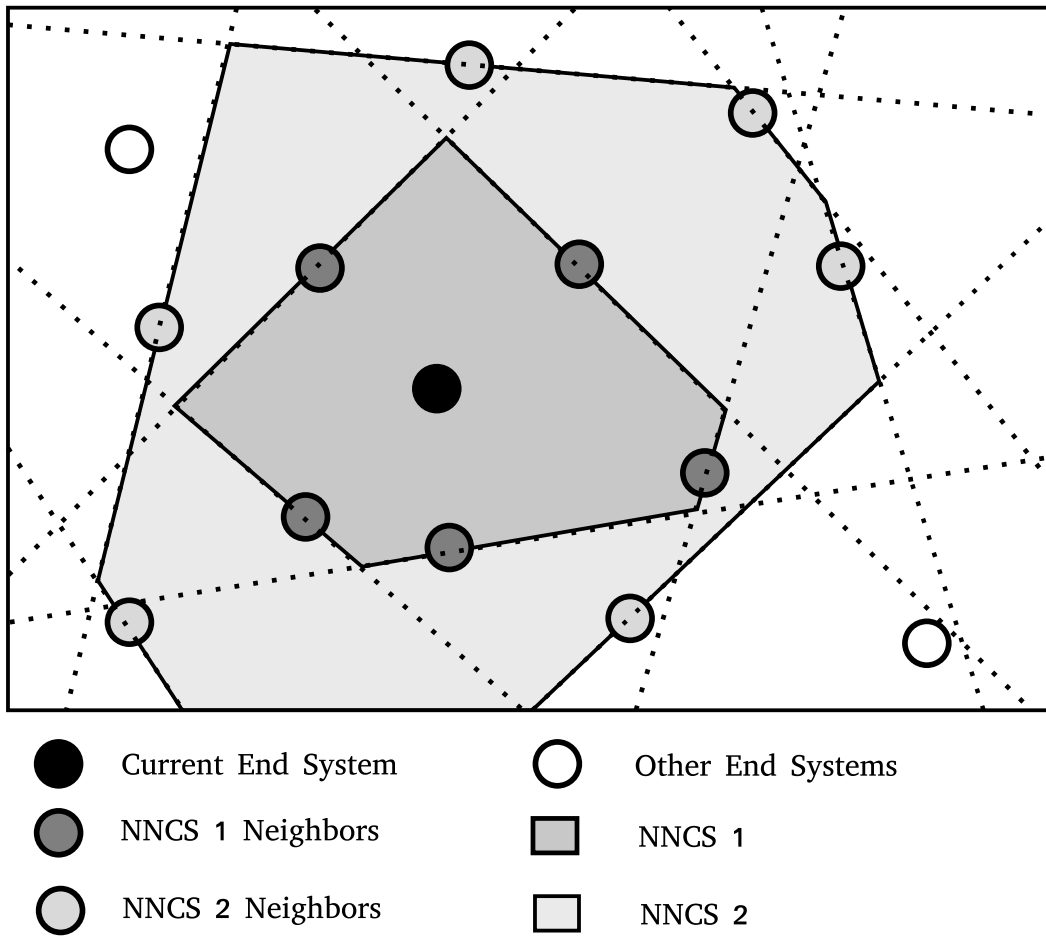 Current End System
Other End Systems
NNCS 1 Neighbors
NNCS 1
NNCS 2 Neighbors
NNCS 2